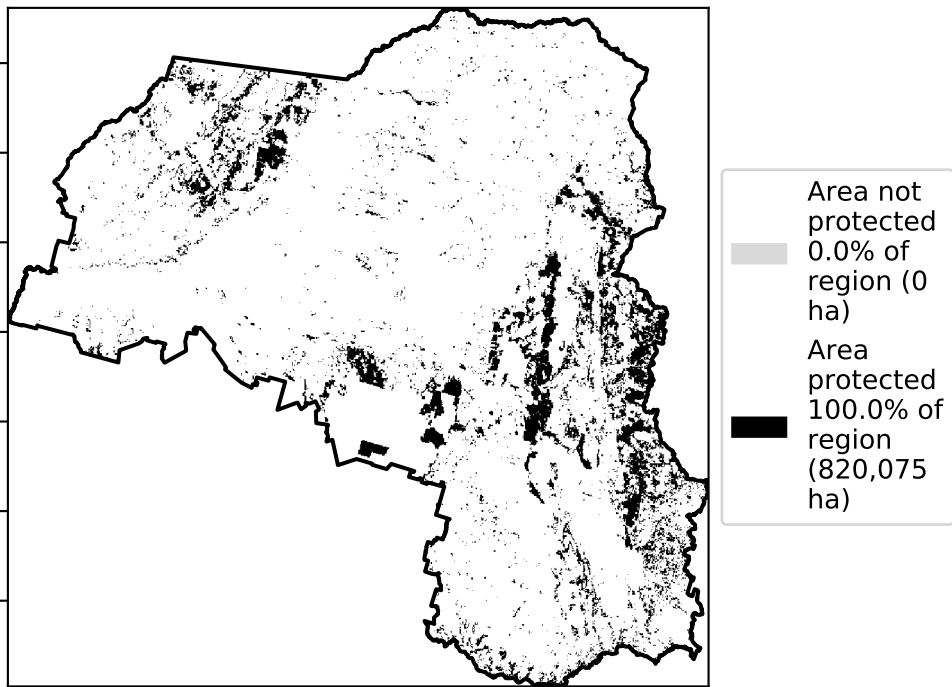 Area not
protected
0.0% of
region (0
ha)
Area
protected
100.0% of
region
(820,075
ha)